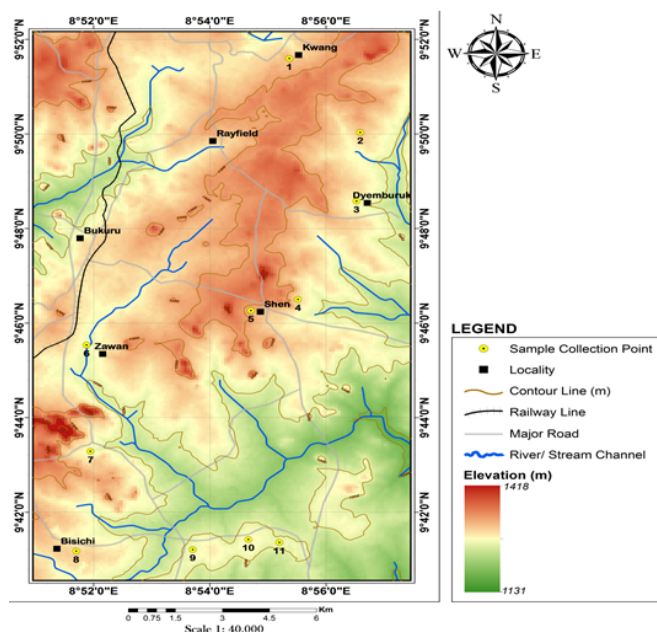 8°52'0"E 8°54'0"E 8°56'0"E
9°52'0"N 9°52'0"N
Kwang
1
N
W E
S
9°50'0"N 9°50'0"N
Rayfield
2
Dyemburuk
3
9°48'0"N 9°48'0"N
Bukuru
4
Shen
5
9°46'0"N 9°46'0"N
6
Zawan
9°44'0"N 9°44'0"N
7
9°42'0"N 9°42'0"N
Bisichi
8
9
10
11
8°52'0"E 8°54'0"E 8°56'0"E
Km
0 0.75 1.5 3 4.5 6
Scale 1: 40,000
LEGEND
Sample Collection Point
Locality
Contour Line (m)
Railway Line
Major Road
River/ Stream Channel
Elevation (m)
1418
1131